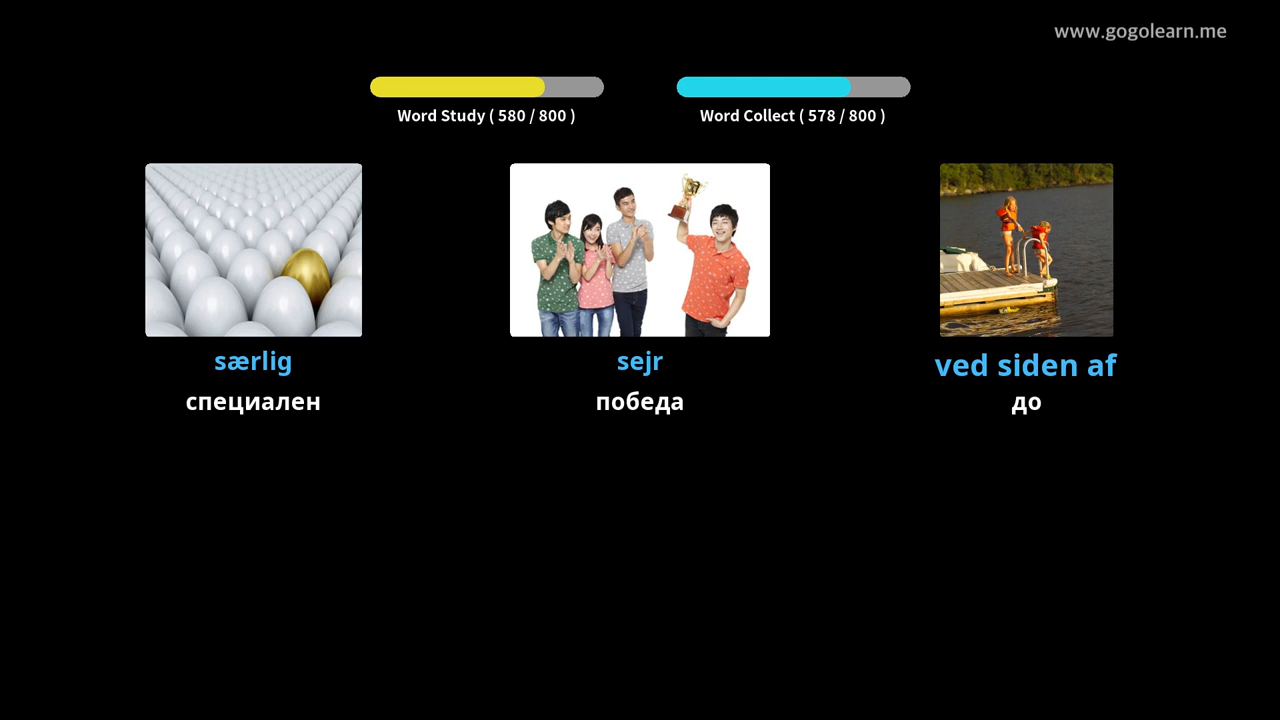 www.gogolearn.me
Word Study ( 580 / 800 )
Word Collect ( 578 / 800 )
særlig
специален
sejr
победа
ved siden af
до